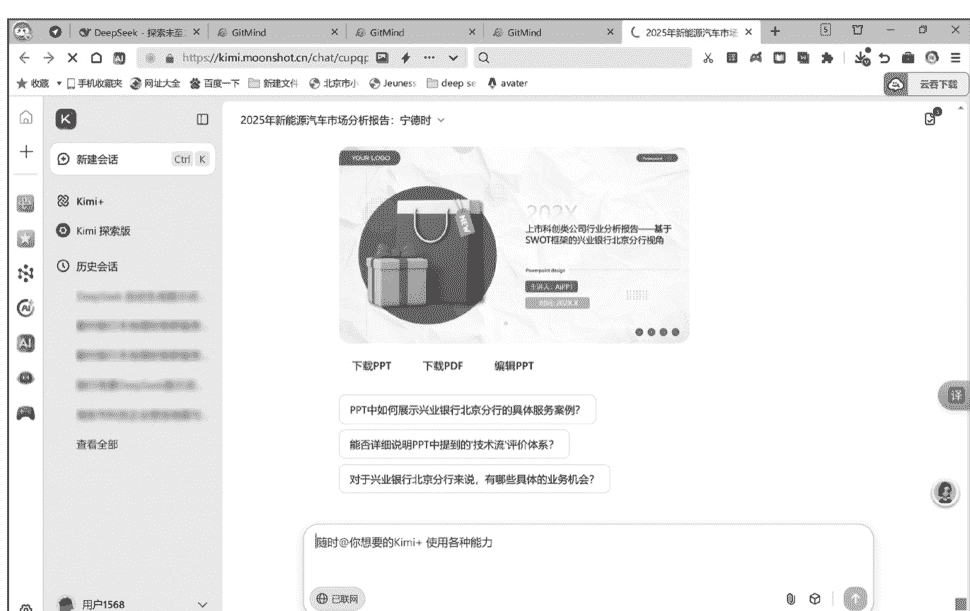 DeepSeek - 探索未至
GitMind
GitMind
GitMind
2025年新能源汽车市场
https://kimi.moonshot.cn/chat/cupqp
收藏
手机收藏夹
网址大全
百度一下
新建文件
北京市小
Jeuness
deep se
avater
云吞下载
K
2025年新能源汽车市场分析报告：宁德时
新建会话
Ctrl K
Kimi+
Kimi 探索版
历史会话
查看全部
用户1568
YOUR LOGO
Powerpoint
202X
上市科创类公司行业分析报告——基于
SWOT框架的兴业银行北京分行视角
NEW
Powerpoint design
主讲人：AiPPT
时间：202X.X
下载PPT
下载PDF
编辑PPT
PPT中如何展示兴业银行北京分行的具体服务案例？
能否详细说明PPT中提到的'技术流'评价体系？
对于兴业银行北京分行来说，有哪些具体的业务机会？
译
随时@你想要的Kimi+ 使用各种能力
已联网